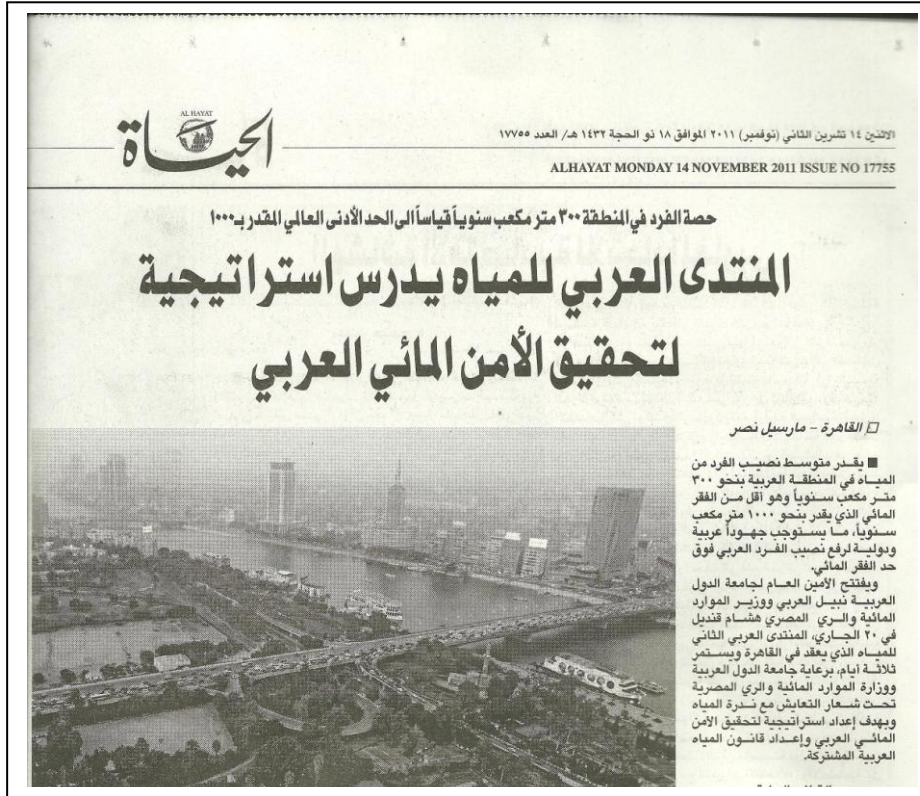 AL HAYAT
الحياة
الاثنين ١٤ تشرين الثاني (نوفمبر) ٢٠١١ الموافق ١٨ ذو الحجة ١٤٣٢ هـ/ العدد ١٧٧٥٥
ALHAYAT MONDAY 14 NOVEMBER 2011 ISSUE NO 17755
حصة الفرد في المنطقة ٣٠٠ متر مكعب سنوياً قياساً الى الحد الأدنى العالي المقدر بـ١٠٠٠
المنتدى العربي للمياه يدرس استراتيجية
لتحقيق الأمن المائي العربي
القاهرة – مارسيل نصر
■ يقدر متوسط نصيب الفرد من
المياه في المنطقة العربية بنحو ٣٠٠
متر مكعب سنوياً وهو أقل من الفقر
المائي الذي يقدر بنحو ١٠٠٠ متر مكعب
سنوياً، ما يستوجب جهوداً عربية
ودولية لرفع نصيب الفرد العربي فوق
حد الفقر المائي.
ويفتتح الأمين العام لجامعة الدول
العربية نبيل العربي ووزير الموارد
المائية والري المصري هشام قنديل
في ٢٠ الجاري، المنتدى العربي الثاني
للمياه الذي يعقد في القاهرة ويستمر
ثلاثة أيام، برعاية جامعة الدول العربية
ووزارة الموارد المائية والري المصرية
تحت شعار التعايش مع ندرة المياه
وبهدف إعداد استراتيجية لتحقيق الأمن
المائي العربي وإعداد قانون المياه
العربية المشتركة.